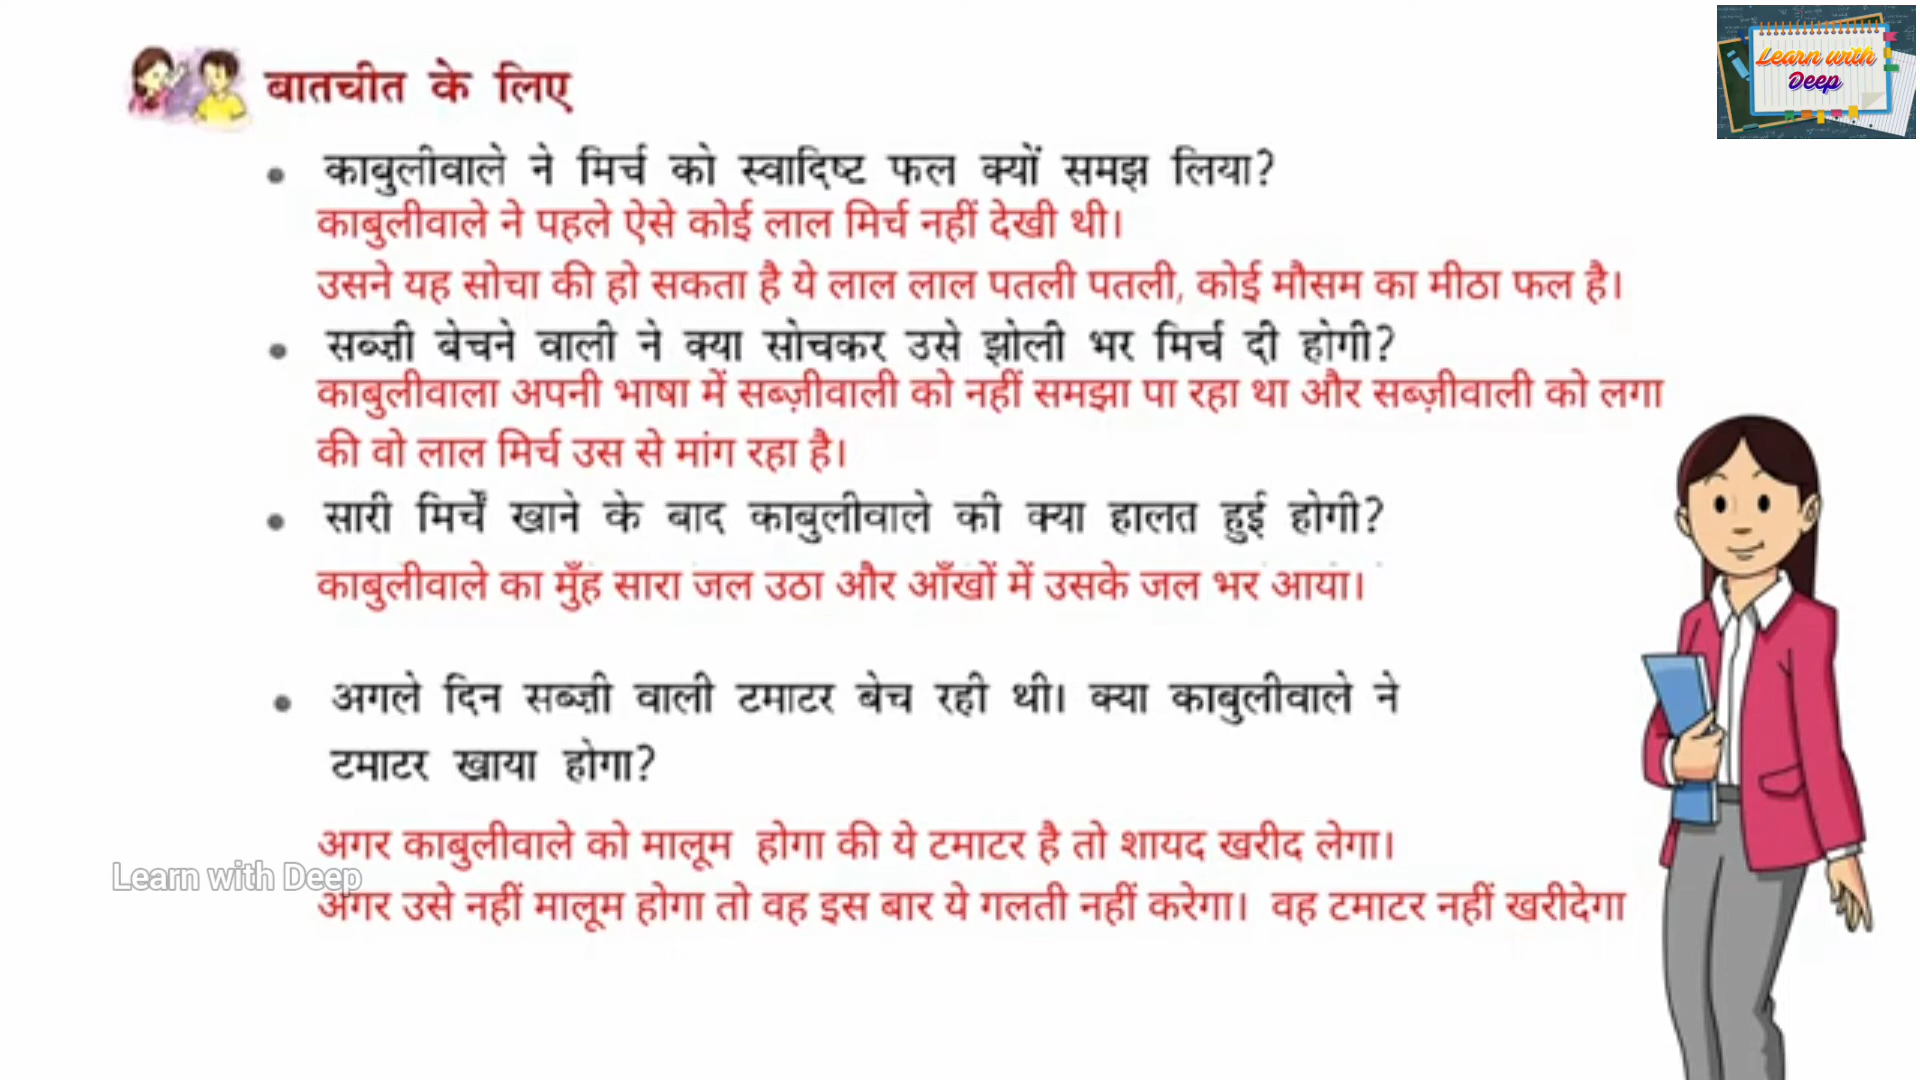 Learn with
Deep
बातचीत के लिए
• काबुलीवाले ने मिर्च को स्वादिष्ट फल क्यों समझ लिया?
काबुलीवाले ने पहले ऐसे कोई लाल मिर्च नहीं देखी थी।
उसने यह सोचा की हो सकता है ये लाल लाल पतली पतली, कोई मौसम का मीठा फल है।
• सब्ज़ी बेचने वाली ने क्या सोचकर उसे झोली भर मिर्च दी होगी?
काबुलीवाला अपनी भाषा में सब्ज़ीवाली को नहीं समझा पा रहा था और सब्ज़ीवाली को लगा
की वो लाल मिर्च उस से मांग रहा है।
• सारी मिर्चें खाने के बाद काबुलीवाले की क्या हालत हुई होगी?
काबुलीवाले का मुँह सारा जल उठा और आँखों में उसके जल भर आया।
• अगले दिन सब्ज़ी वाली टमाटर बेच रही थी। क्या काबुलीवाले ने
टमाटर खाया होगा?
अगर काबुलीवाले को मालूम होगा की ये टमाटर है तो शायद खरीद लेगा।
Learn with Deep
अगर उसे नहीं मालूम होगा तो वह इस बार ये गलती नहीं करेगा। वह टमाटर नहीं खरीदेगा